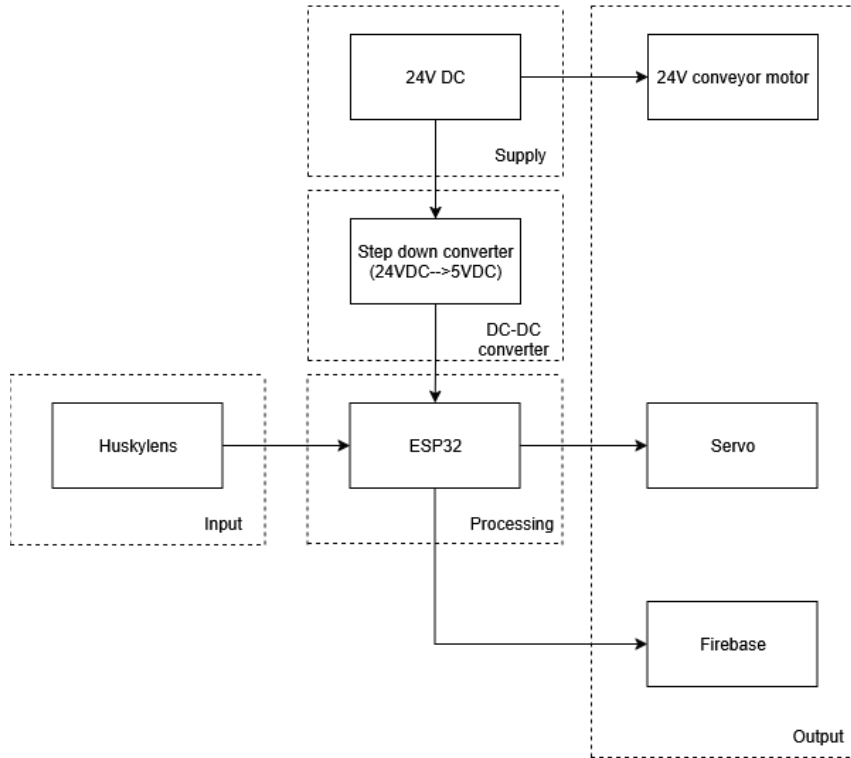 24V DC
24V conveyor motor
Supply
Step down converter
(24VDC-->5VDC)
DC-DC
converter
Huskylens
ESP32
Servo
Input
Processing
Firebase
Output